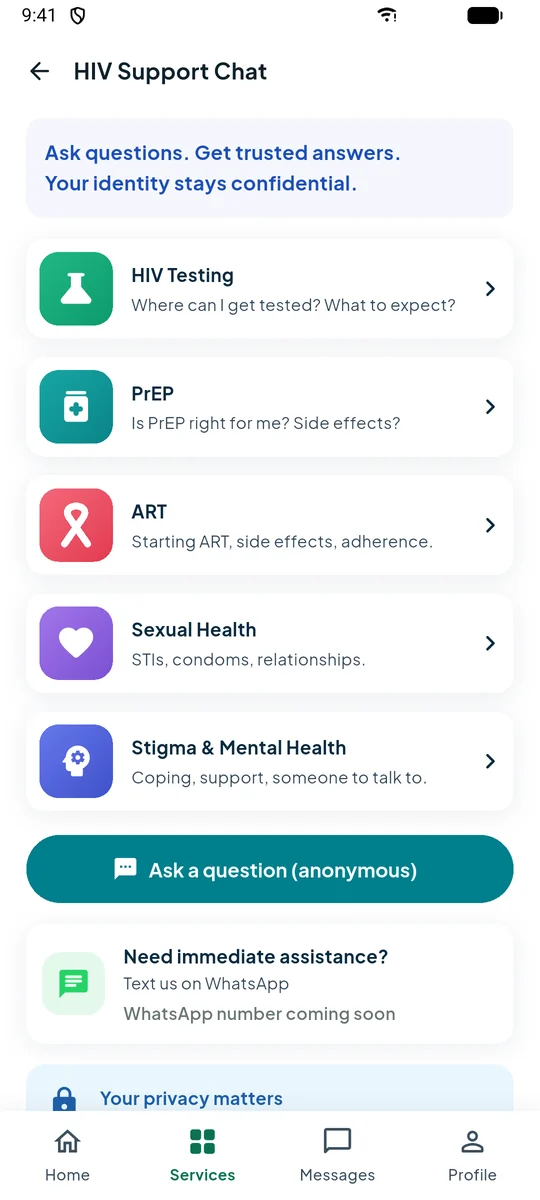 9:41
HIV Support Chat
Ask questions. Get trusted answers.
Your identity stays confidential.
HIV Testing
Where can I get tested? What to expect?
PrEP
Is PrEP right for me? Side effects?
ART
Starting ART, side effects, adherence.
Sexual Health
STIs, condoms, relationships.
Stigma & Mental Health
Coping, support, someone to talk to.
Ask a question (anonymous)
Need immediate assistance?
Text us on WhatsApp
WhatsApp number coming soon
Your privacy matters
Home
Services
Messages
Profile